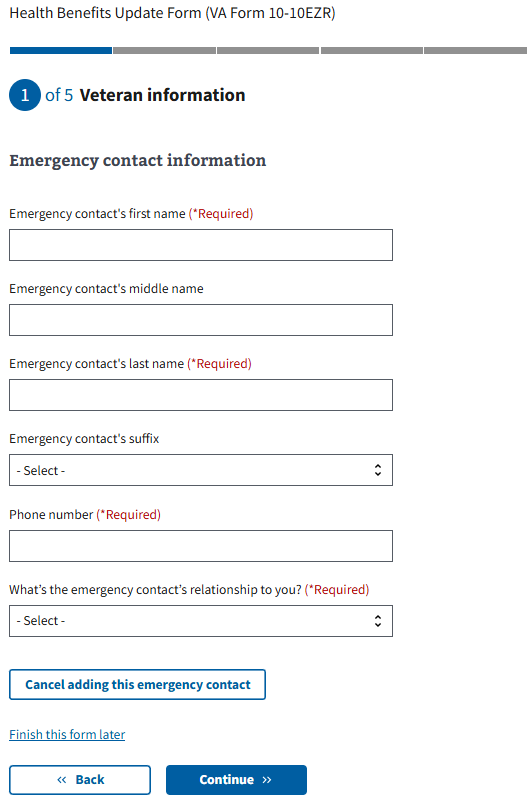 Health Benefits Update Form (VA Form 10-10EZR)
1 of 5 Veteran information
Emergency contact information
Emergency contact's first name (*Required)
Emergency contact's middle name
Emergency contact's last name (*Required)
Emergency contact's suffix
- Select -
Phone number (*Required)
What's the emergency contact's relationship to you? (*Required)
- Select -
Cancel adding this emergency contact
Finish this form later
« Back
Continue »